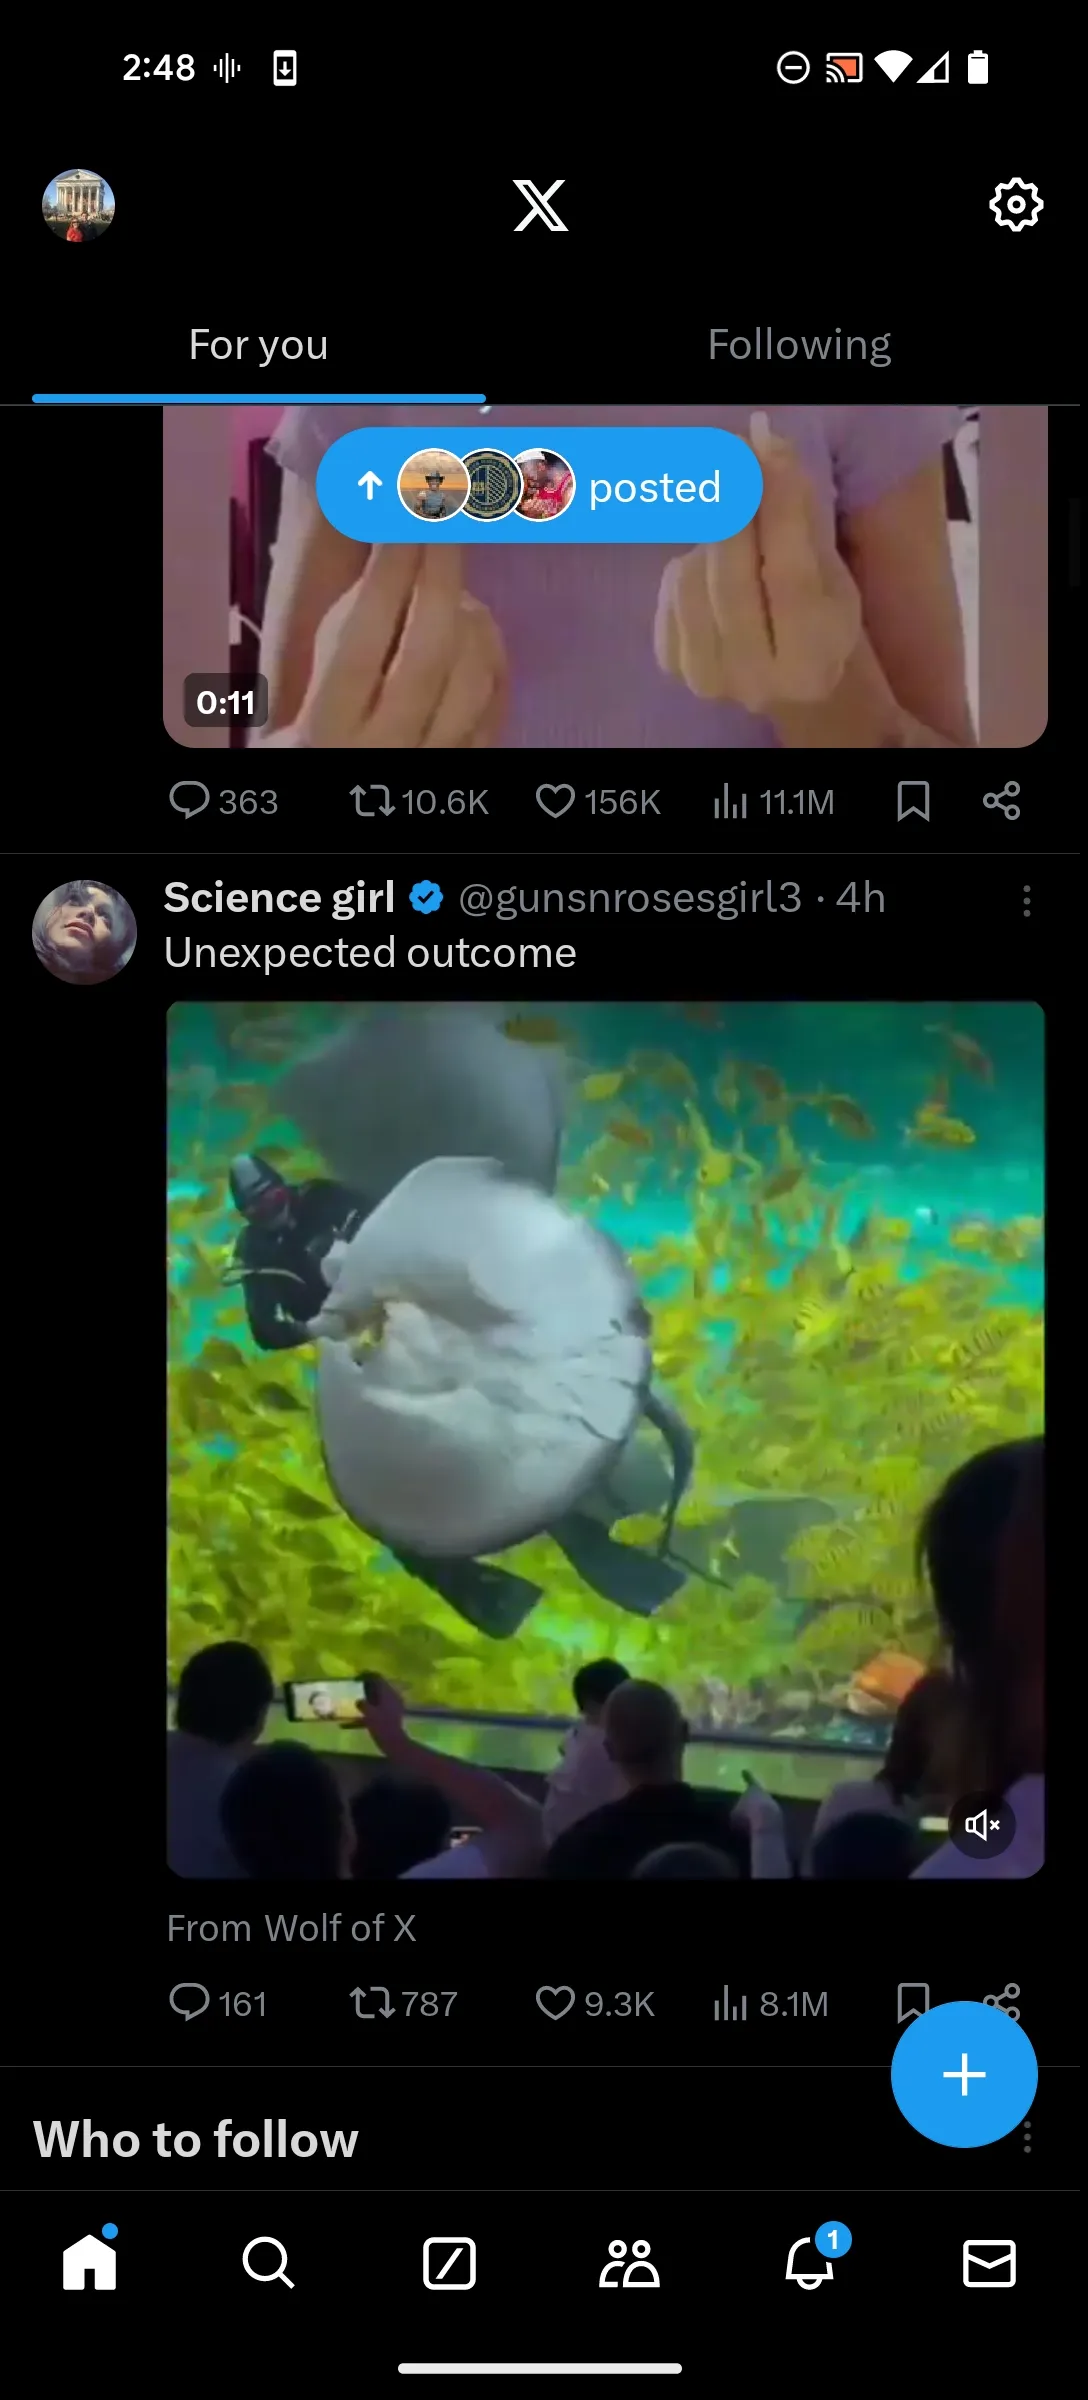 2:48
For you
Following
posted
0:11
363
10.6K
156K
11.1M
Science girl @gunsnrosesgirl3 · 4h
Unexpected outcome
From Wolf of X
161
787
9.3K
8.1M
Who to follow
1